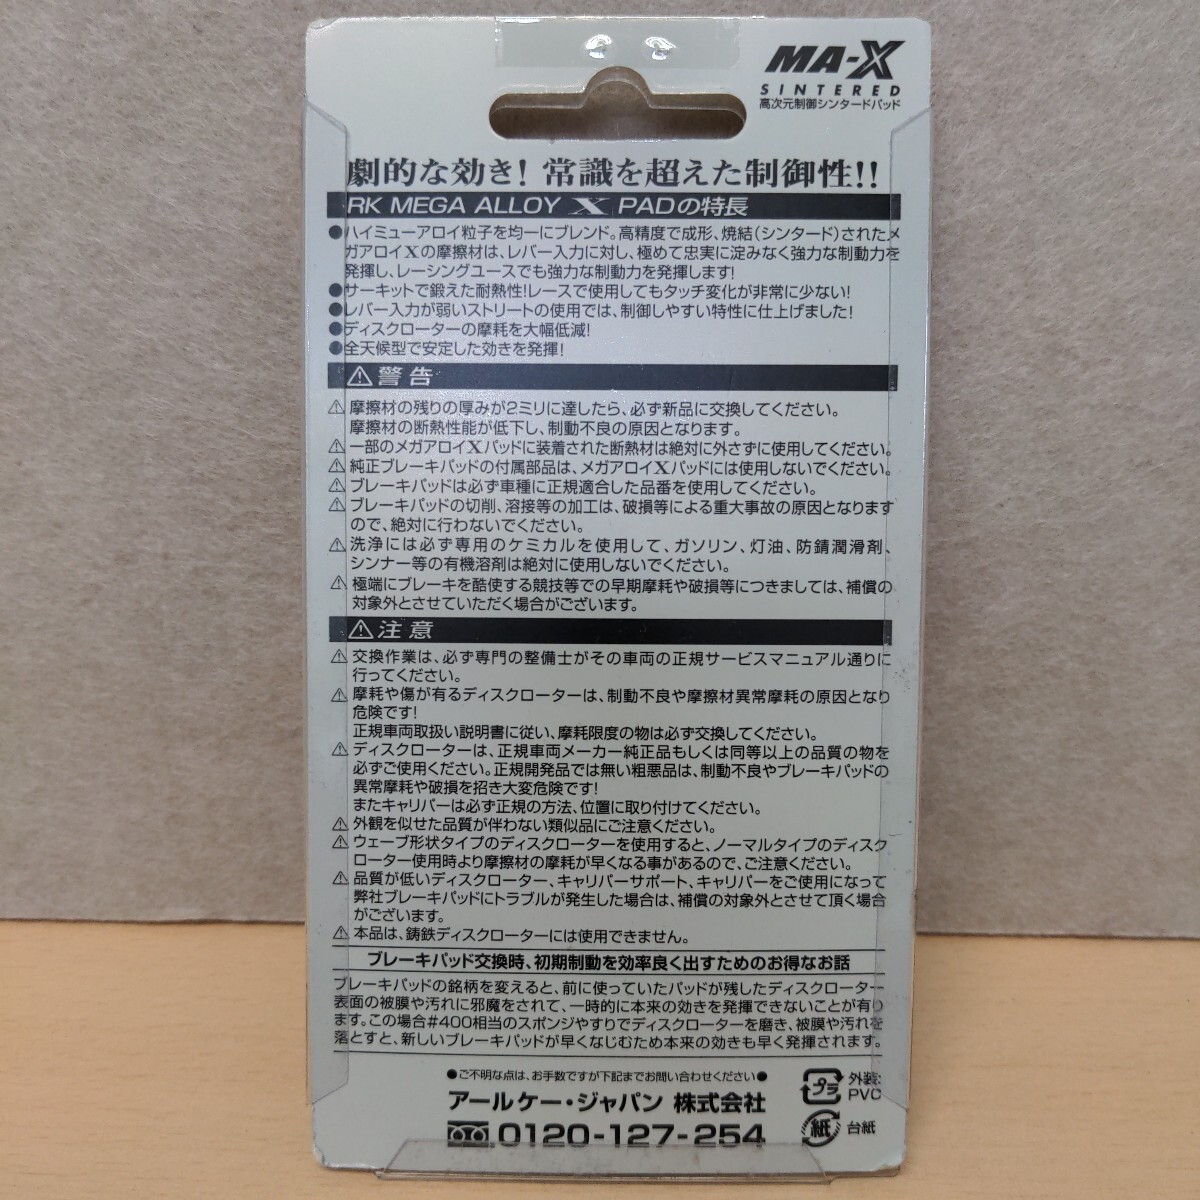 MA-X
SINTERED
高次元制御シンタードパッド
劇的な効き! 常識を超えた制御性!!
RK MEGA ALLOY X PADの特長
●ハイミューアロイ粒子を均一にブレンド。高精度で成形、焼結(シンタード)されたメ
ガアロイXの摩擦材は、レバー入力に対し、極めて忠実に淀みなく強力な制動力を
発揮し、レーシングユースでも強力な制動力を発揮します!
●サーキットで鍛えた耐熱性!レースで使用してもタッチ変化が非常に少ない!
●レバー入力が弱いストリートの使用では、制御しやすい特性に仕上げました!
●ディスクローターの摩耗を大幅低減!
●全天候型で安定した効きを発揮!
⚠警告
⚠摩擦材の残りの厚みが2ミリに達したら、必ず新品に交換してください。
摩擦材の断熱性能が低下し、制動不良の原因となります。
⚠一部のメガアロイXパッドに装着された断熱材は絶対に外さずに使用してください。
⚠純正ブレーキパッドの付属部品は、メガアロイXパッドには使用しないでください。
⚠ブレーキパッドは必ず車種に正規適合した品番を使用してください。
⚠ブレーキパッドの切削、溶接等の加工は、破損等による重大事故の原因となります
ので、絶対に行わないでください。
⚠洗浄には必ず専用のケミカルを使用して、ガソリン、灯油、防錆潤滑剤、
シンナー等の有機溶剤は絶対に使用しないでください。
⚠極端にブレーキを酷使する競技等での早期摩耗や破損等につきましては、補償の
対象外とさせていただく場合がございます。
⚠注意
⚠交換作業は、必ず専門の整備士がその車両の正規サービスマニュアル通りに
行ってください。
⚠摩耗や傷が有るディスクローターは、制動不良や摩擦材異常摩耗の原因となり
危険です!
正規車両取扱い説明書に従い、摩耗限度の物は必ず交換してください。
⚠ディスクローターは、正規車両メーカー純正品もしくは同等以上の品質の物を
必ずご使用ください。正規開発品では無い粗悪品は、制動不良やブレーキパッドの
異常摩耗や破損を招き大変危険です!
またキャリパーは必ず正規の方法、位置に取り付けてください。
⚠外観を似せた品質が伴わない類似品にご注意ください。
⚠ウェーブ形状タイプのディスクローターを使用すると、ノーマルタイプのディスク
ローター使用時より摩擦材の摩耗が早くなる事があるので、ご注意ください。
⚠品質が低いディスクローター、キャリパーサポート、キャリパーをご使用になって
弊社ブレーキパッドにトラブルが発生した場合は、補償の対象外とさせて頂く場合
がございます。
⚠本品は、鋳鉄ディスクローターには使用できません。
ブレーキパッド交換時、初期制動を効率良く出すためのお得なお話
ブレーキパッドの銘柄を変えると、前に使っていたパッドが残したディスクローター
表面の被膜や汚れに邪魔をされて、一時的に本来の効きを発揮できないことが有り
ます。この場合#400相当のスポンジやすりでディスクローターを磨き、被膜や汚れを
落とすと、新しいブレーキパッドが早くなじむため本来の効きも早く発揮されます。
●ご不明な点は、お手数ですが下記までお問い合わせください●
アールケー・ジャパン 株式会社
0120-127-254
プラ
外装:
PVC
紙
台紙